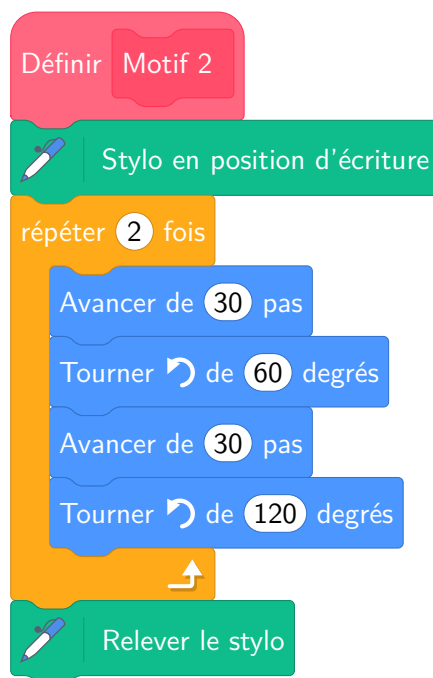 Définir Motif 2
Stylo en position d'écriture
répéter 2 fois
Avancer de 30 pas
Tourner de 60 degrés
Avancer de 30 pas
Tourner de 120 degrés
Relever le stylo